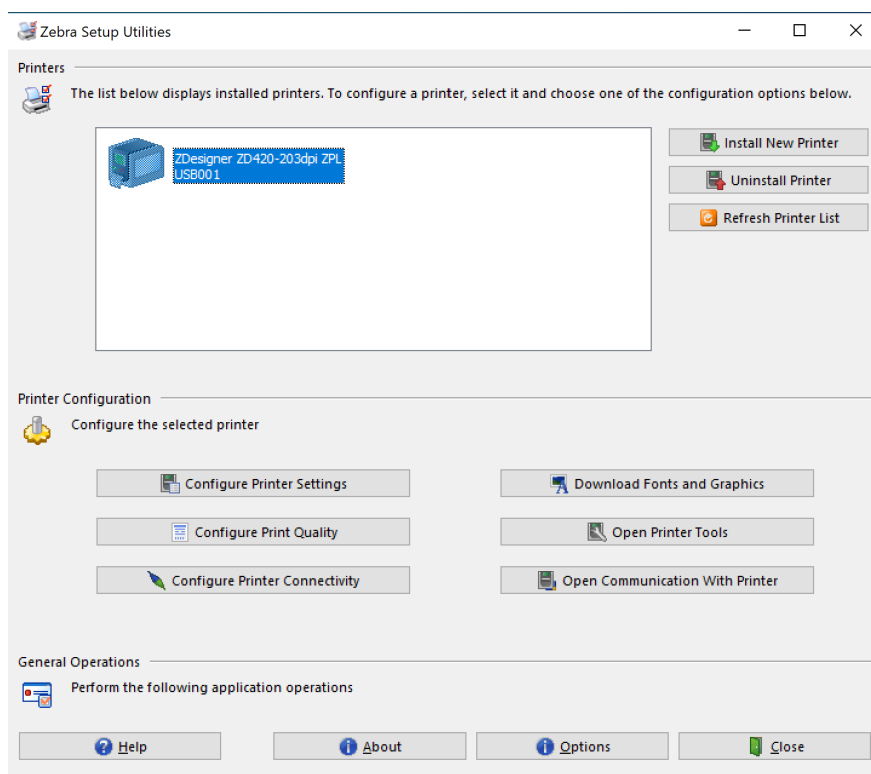 Zebra Setup Utilities
Printers
The list below displays installed printers. To configure a printer, select it and choose one of the configuration options below.
ZDesigner ZD420-203dpi ZPL
USB001
Install New Printer
Uninstall Printer
Refresh Printer List
Printer Configuration
Configure the selected printer
Configure Printer Settings
Download Fonts and Graphics
Configure Print Quality
Open Printer Tools
Configure Printer Connectivity
Open Communication With Printer
General Operations
Perform the following application operations
Help
About
Options
Close